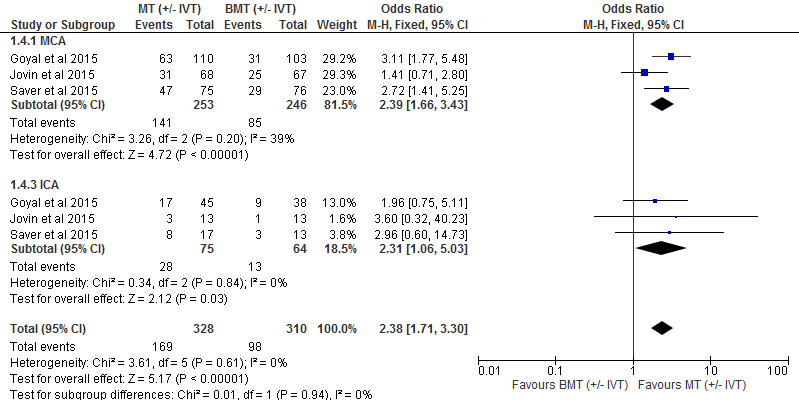 MT (+/- IVT) BMT (+/- IVT) Odds Ratio Odds Ratio
Study or Subgroup Events Total Events Total Weight M-H, Fixed, 95% CI M-H, Fixed, 95% CI
1.4.1 MCA
Goyal et al 2015 63 110 31 103 29.2% 3.11 [1.77, 5.48]
Jovin et al 2015 31 68 25 67 29.3% 1.41 [0.71, 2.80]
Saver et al 2015 47 75 29 76 23.0% 2.72 [1.41, 5.25]
Subtotal (95% CI) 253 246 81.5% 2.39 [1.66, 3.43]
Total events 141 85
Heterogeneity: Chi² = 3.26, df = 2 (P = 0.20); I² = 39%
Test for overall effect: Z = 4.72 (P < 0.00001)
1.4.3 ICA
Goyal et al 2015 17 45 9 38 13.0% 1.96 [0.75, 5.11]
Jovin et al 2015 3 13 1 13 1.6% 3.60 [0.32, 40.23]
Saver et al 2015 8 17 3 13 3.8% 2.96 [0.60, 14.73]
Subtotal (95% CI) 75 64 18.5% 2.31 [1.06, 5.03]
Total events 28 13
Heterogeneity: Chi² = 0.34, df = 2 (P = 0.84); I² = 0%
Test for overall effect: Z = 2.12 (P = 0.03)
Total (95% CI) 328 310 100.0% 2.38 [1.71, 3.30]
Total events 169 98
Heterogeneity: Chi² = 3.61, df = 5 (P = 0.61); I² = 0%
Test for overall effect: Z = 5.17 (P < 0.00001)
Test for subgroup differences: Chi² = 0.01, df = 1 (P = 0.94), I² = 0%
0.01 0.1 1 10 100
Favours BMT (+/- IVT) Favours MT (+/- IVT)